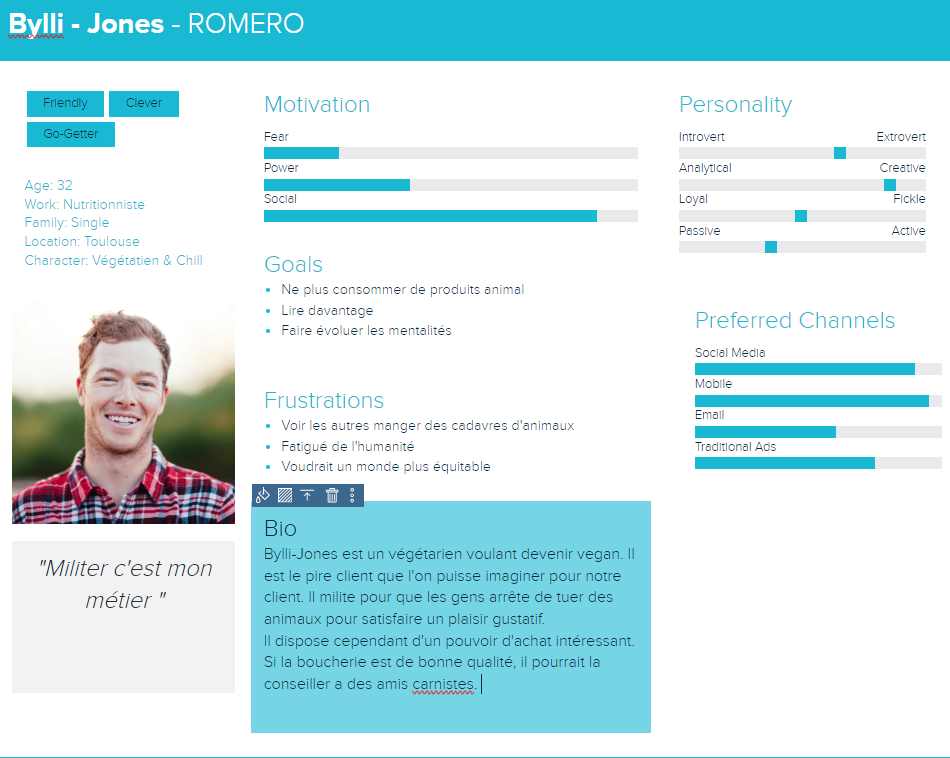 Bylli - Jones - ROMERO
Friendly
Clever
Go-Getter
Age: 32
Work: Nutritionniste
Family: Single
Location: Toulouse
Character: Végétatien & Chill
"Militer c'est mon
métier "
Motivation
Fear
Power
Social
Goals
Ne plus consommer de produits animal
Lire davantage
Faire évoluer les mentalités
Frustrations
Voir les autres manger des cadavres d'animaux
Fatigué de l'humanité
Voudrait un monde plus équitable
Bio
Bylli-Jones est un végétarien voulant devenir vegan. Il
est le pire client que l'on puisse imaginer pour notre
client. Il milite pour que les gens arrête de tuer des
animaux pour satisfaire un plaisir gustatif.
Il dispose cependant d'un pouvoir d'achat intéressant.
Si la boucherie est de bonne qualité, il pourrait la
conseiller a des amis carnistes.
Personality
Introvert Extrovert
Analytical Creative
Loyal Fickle
Passive Active
Preferred Channels
Social Media
Mobile
Email
Traditional Ads